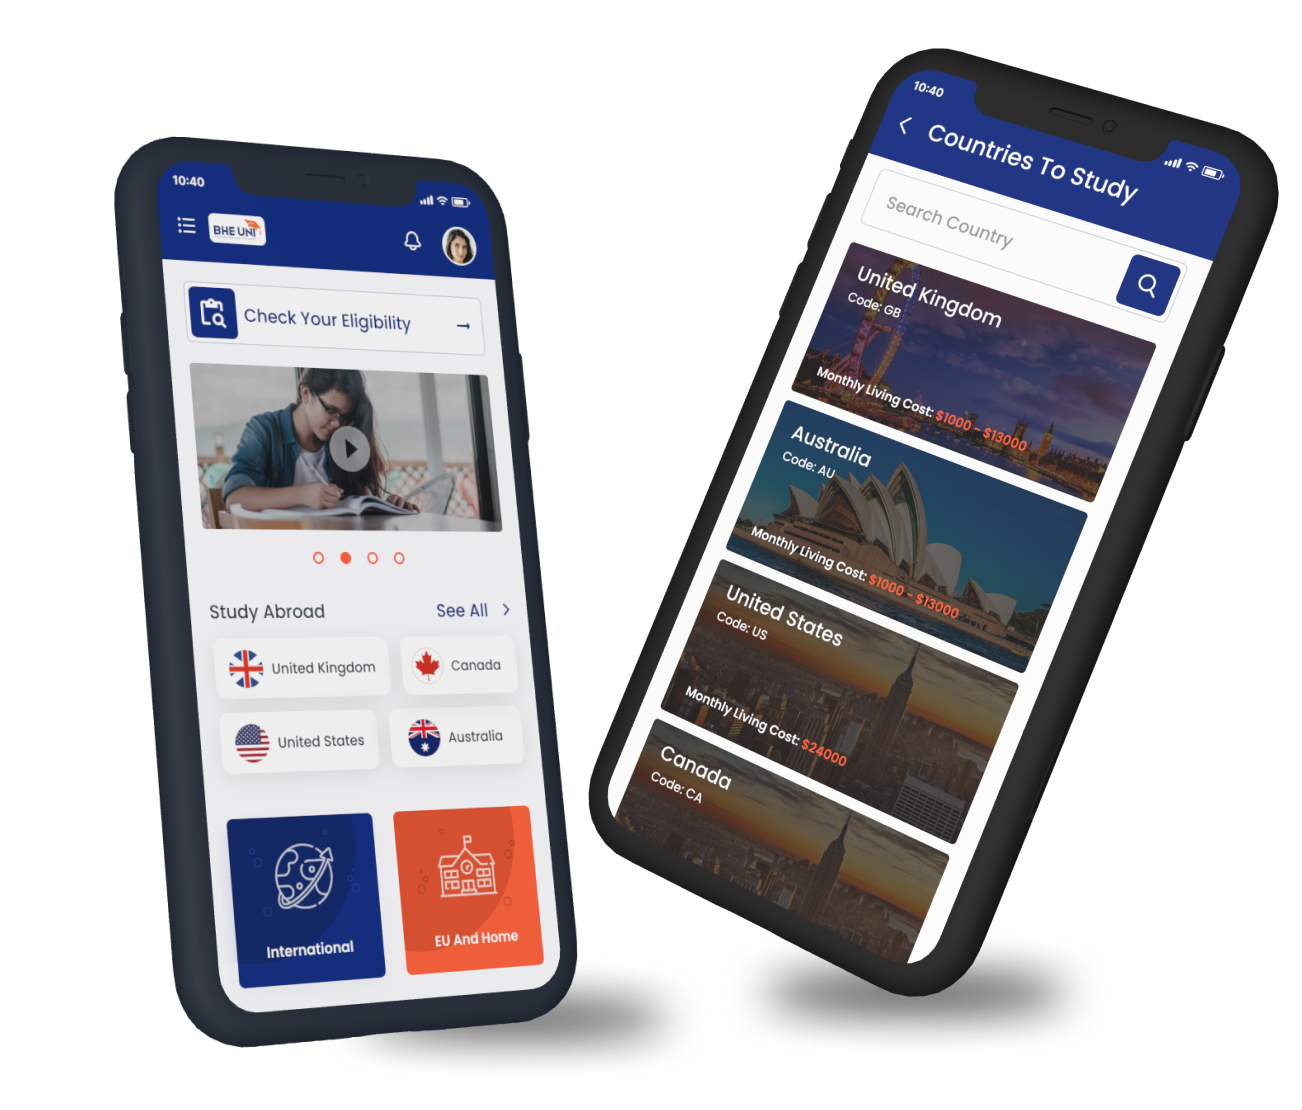 10:40
BHE UNI
Check Your Eligibility
Study Abroad
See All
United Kingdom
Canada
United States
Australia
International
EU And Home
10:40
Countries To Study
Search Country
United Kingdom
Code: GB
Monthly Living Cost: $1000 - $13000
Australia
Code: AU
Monthly Living Cost: $1000 - $13000
United States
Code: US
Monthly Living Cost: $24000
Canada
Code: CA